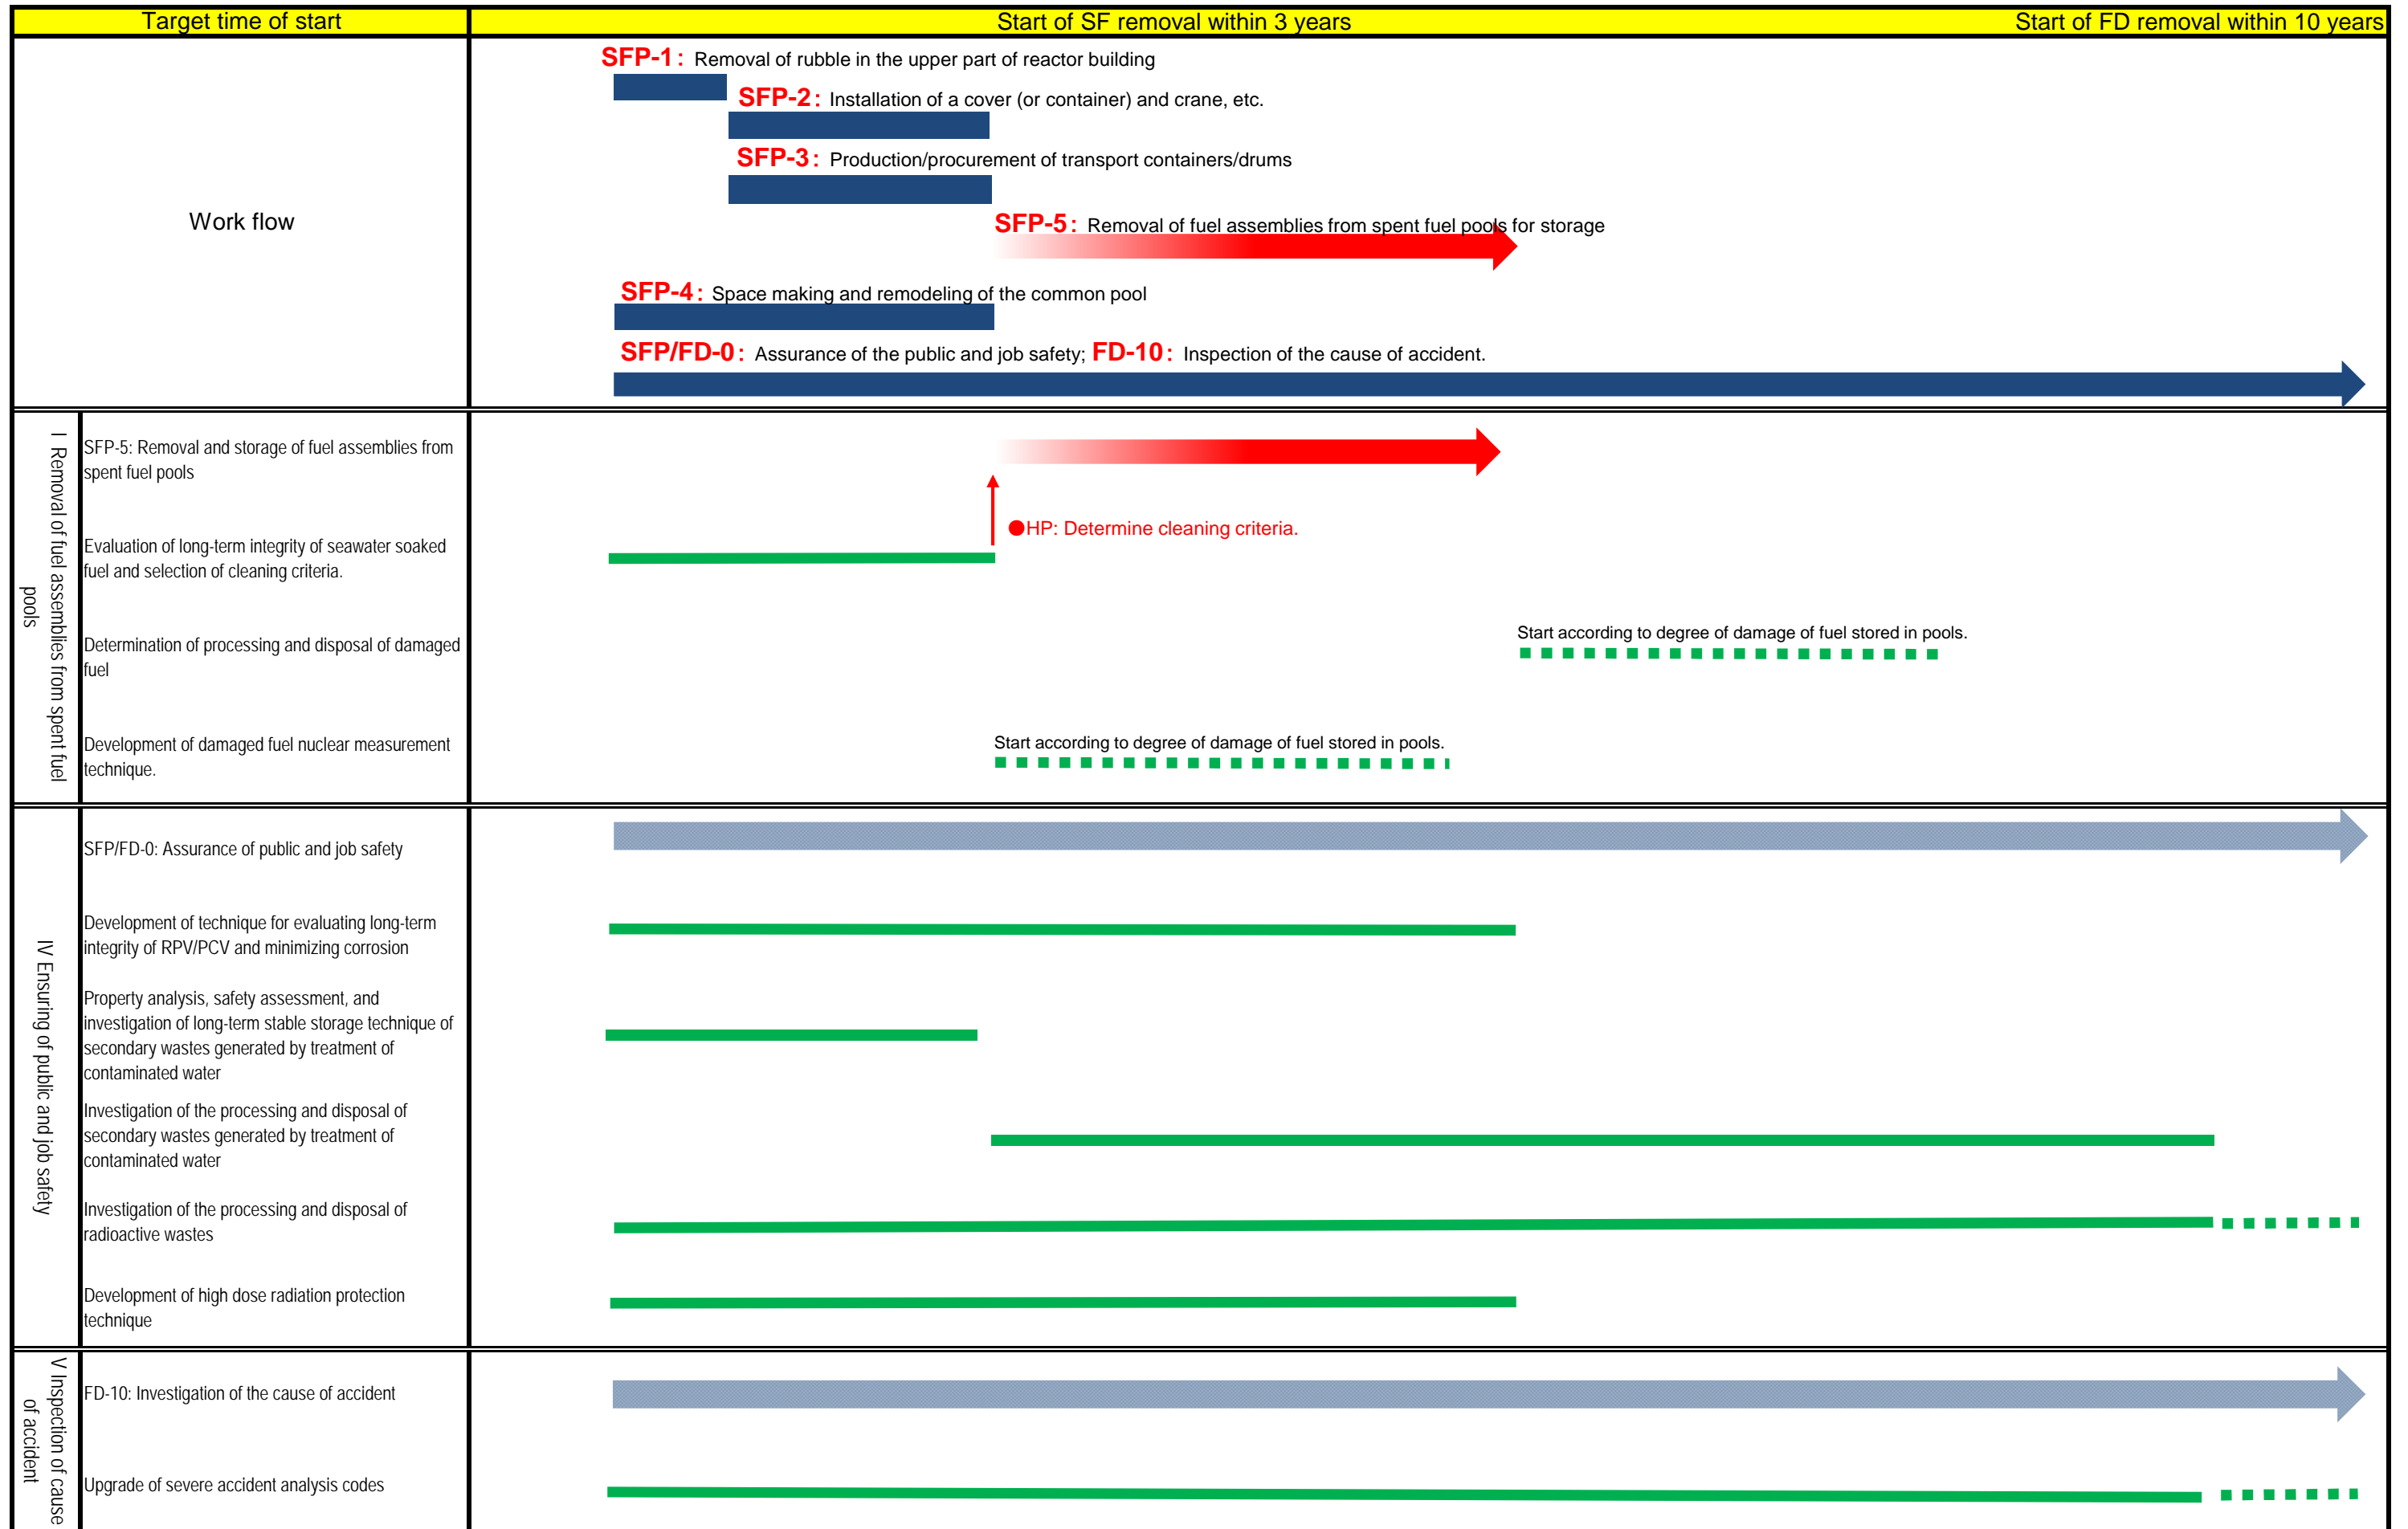 Target time of start
Start of SF removal within 3 years
Start of FD removal within 10 years
Work flow
SFP-1: Removal of rubble in the upper part of reactor building
SFP-2: Installation of a cover (or container) and crane, etc.
SFP-3: Production/procurement of transport containers/drums
SFP-5: Removal of fuel assemblies from spent fuel pools for storage
SFP-4: Space making and remodeling of the common pool
SFP/FD-0: Assurance of the public and job safety; FD-10: Inspection of the cause of accident.
I Removal of fuel assemblies from spent fuel
pools
SFP-5: Removal and storage of fuel assemblies from
spent fuel pools
●HP: Determine cleaning criteria.
Evaluation of long-term integrity of seawater soaked
fuel and selection of cleaning criteria.
Determination of processing and disposal of damaged
fuel
Start according to degree of damage of fuel stored in pools.
Development of damaged fuel nuclear measurement
technique.
Start according to degree of damage of fuel stored in pools.
IV Ensuring of public and job safety
SFP/FD-0: Assurance of public and job safety
Development of technique for evaluating long-term
integrity of RPV/PCV and minimizing corrosion
Property analysis, safety assessment, and
investigation of long-term stable storage technique of
secondary wastes generated by treatment of
contaminated water
Investigation of the processing and disposal of
secondary wastes generated by treatment of
contaminated water
Investigation of the processing and disposal of
radioactive wastes
Development of high dose radiation protection
technique
V Inspection of cause
of accident
FD-10: Investigation of the cause of accident
Upgrade of severe accident analysis codes